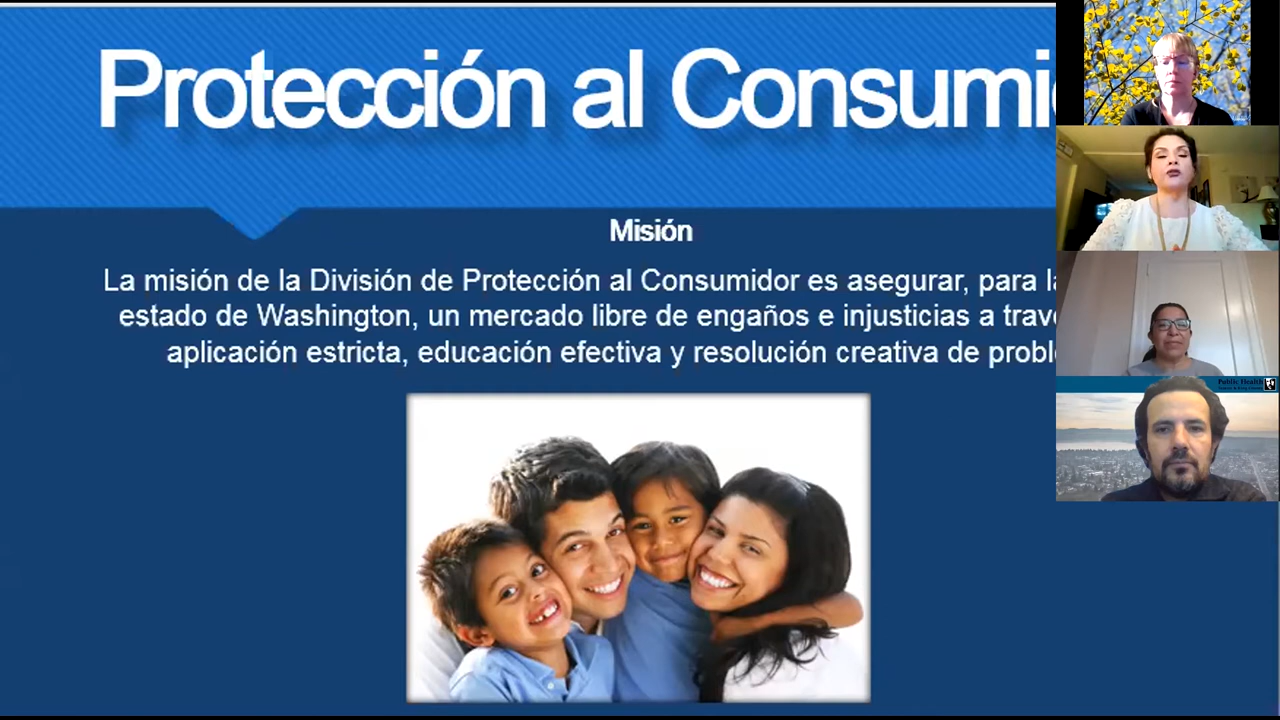 Protección al Consumi
Misión
La misión de la División de Protección al Consumidor es asegurar, para la
estado de Washington, un mercado libre de engaños e injusticias a trav
aplicación estricta, educación efectiva y resolución creativa de probl
Public Health